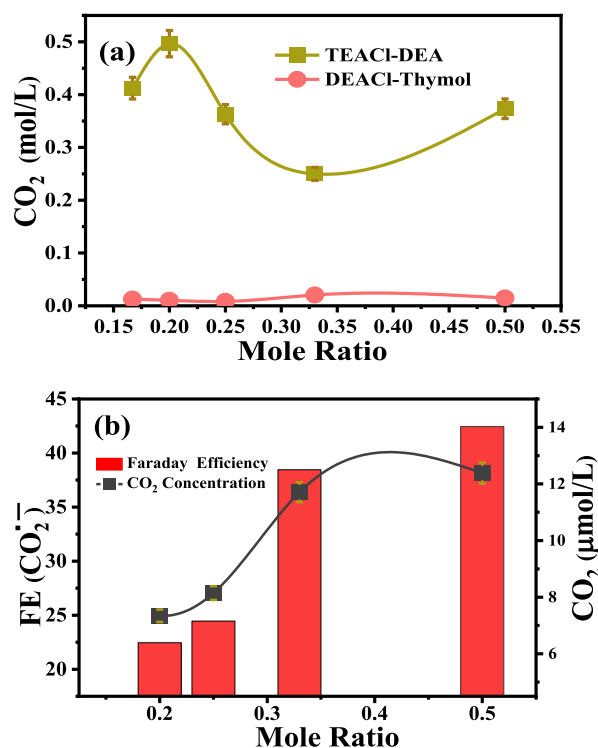 (a)
TEACl-DEA
DEACl-Thymol
CO₂ (mol/L)
0.5
0.4
0.3
0.2
0.1
0.0
0.15 0.20 0.25 0.30 0.35 0.40 0.45 0.50 0.55
Mole Ratio
(b)
Faraday Efficiency
CO₂ Concentration
FE (CO₂•−)
45
40
35
30
25
20
CO₂ (μmol/L)
14
12
10
8
6
0.2 0.3 0.4 0.5
Mole Ratio